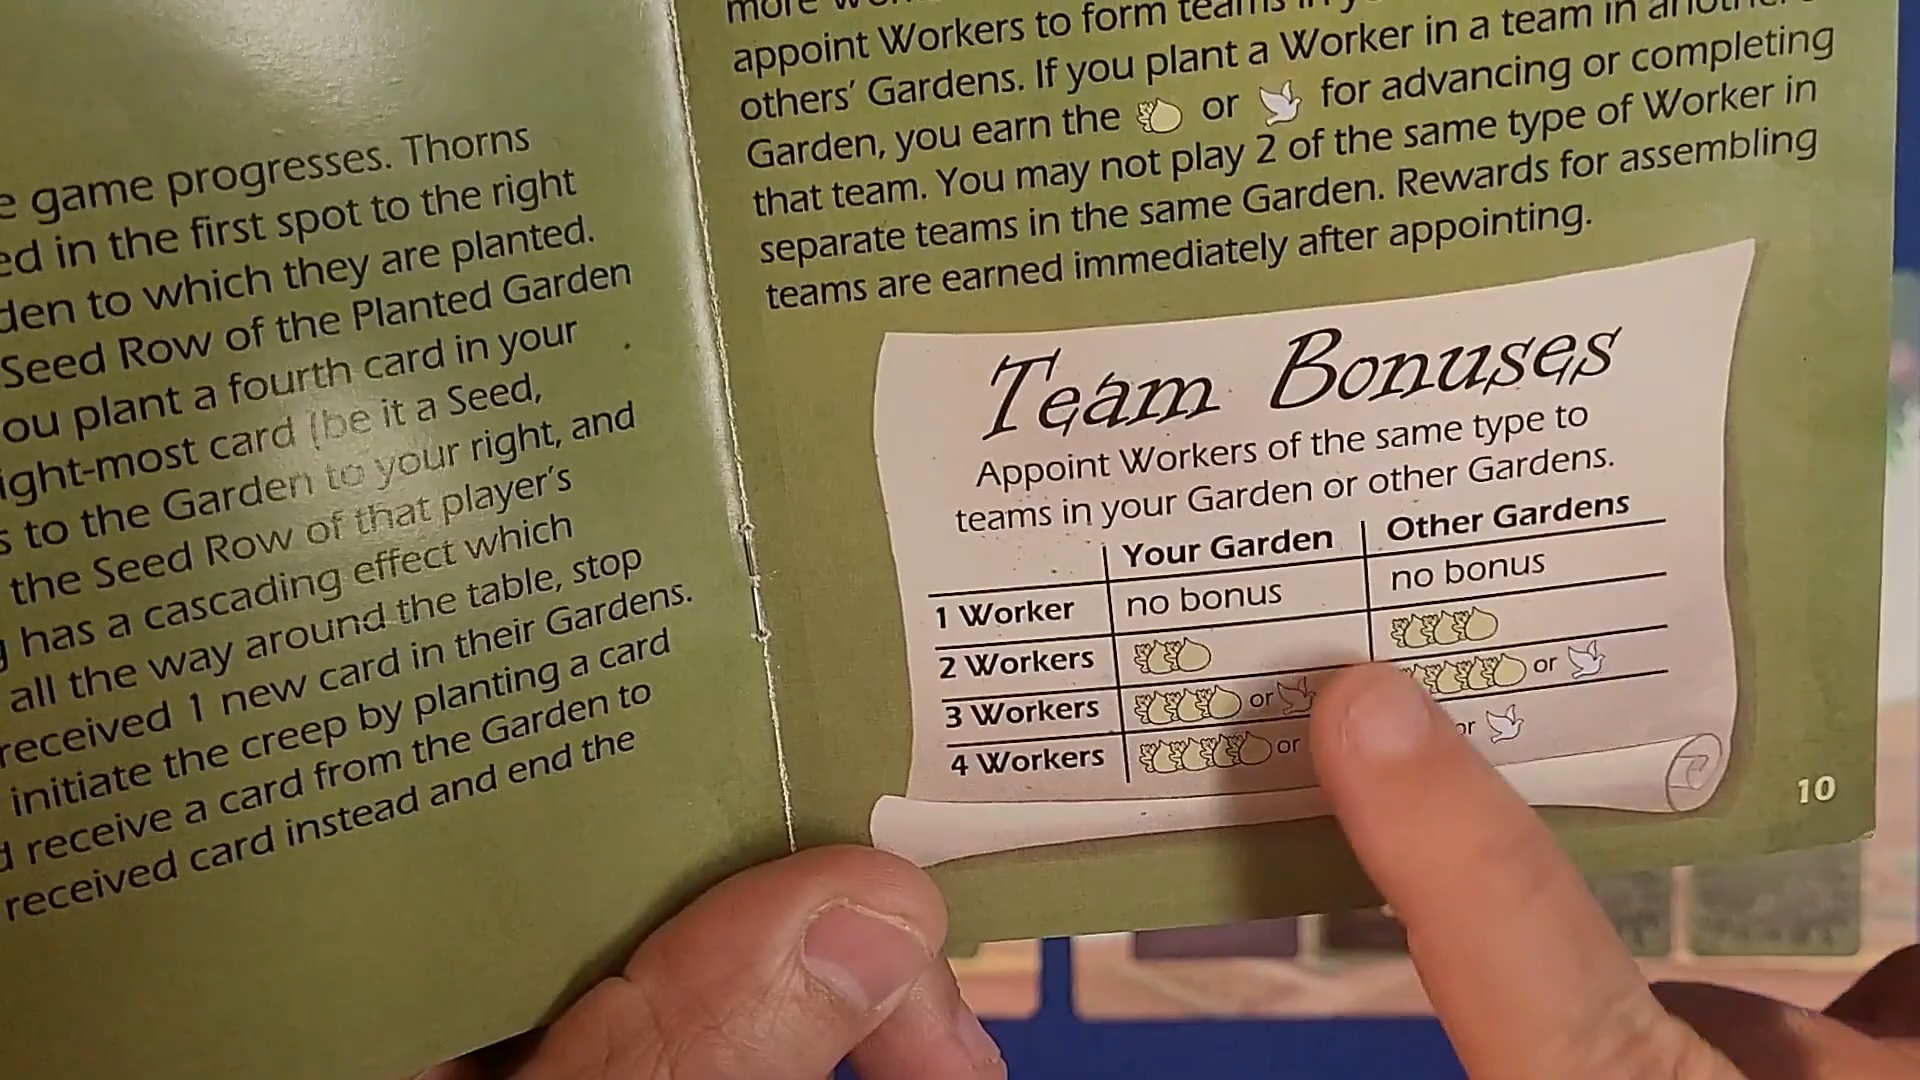 e game progresses. Thorns
ed in the first spot to the right
den to which they are planted.
Seed Row of the Planted Garden
ou plant a fourth card in your
ight-most card (be it a Seed,
s to the Garden to your right, and
the Seed Row of that player's
g has a cascading effect which
all the way around the table, stop
received 1 new card in their Gardens.
initiate the creep by planting a card
d receive a card from the Garden to
received card instead and end the
more
appoint Workers to form teams in
others' Gardens. If you plant a Worker in a team in
Garden, you earn the or for advancing or completing
that team. You may not play 2 of the same type of Worker in
separate teams in the same Garden. Rewards for assembling
teams are earned immediately after appointing.
Team Bonuses
Appoint Workers of the same type to
teams in your Garden or other Gardens.
Your Garden Other Gardens
1 Worker no bonus no bonus
2 Workers
3 Workers or or
4 Workers or or
10